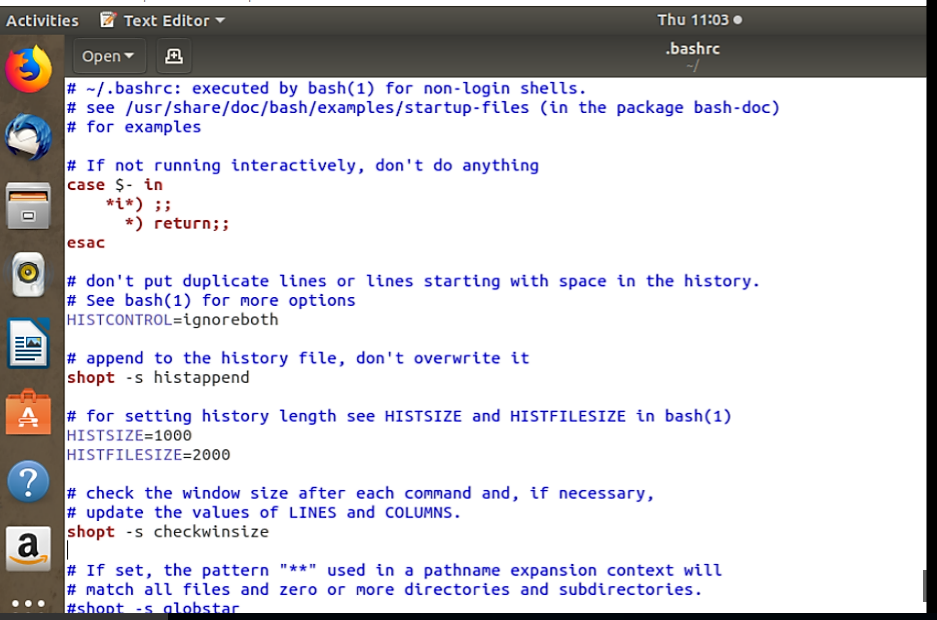 Activities Text Editor Thu 11:03
Open .bashrc
~/
# ~/.bashrc: executed by bash(1) for non-login shells.
# see /usr/share/doc/bash/examples/startup-files (in the package bash-doc)
# for examples
# If not running interactively, don't do anything
case $- in
    *i*) ;;
      *) return;;
esac
# don't put duplicate lines or lines starting with space in the history.
# See bash(1) for more options
HISTCONTROL=ignoreboth
# append to the history file, don't overwrite it
shopt -s histappend
# for setting history length see HISTSIZE and HISTFILESIZE in bash(1)
HISTSIZE=1000
HISTFILESIZE=2000
# check the window size after each command and, if necessary,
# update the values of LINES and COLUMNS.
shopt -s checkwinsize
# If set, the pattern "**" used in a pathname expansion context will
# match all files and zero or more directories and subdirectories.
#shopt -s globstar